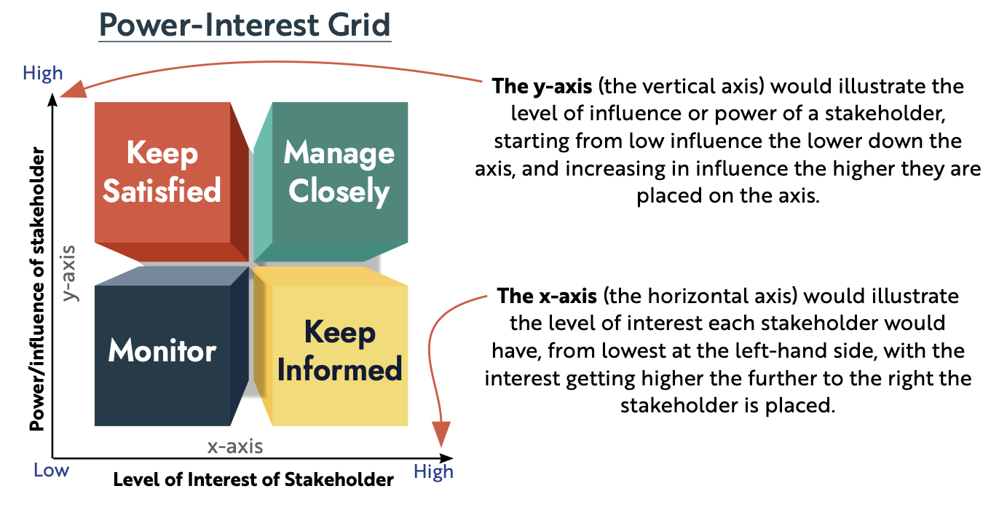 Power-Interest Grid
High
Power/influence of stakeholder
y-axis
Keep
Satisfied
Manage
Closely
Monitor
Keep
Informed
x-axis
Low
Level of Interest of Stakeholder
High
The y-axis (the vertical axis) would illustrate the
level of influence or power of a stakeholder,
starting from low influence the lower down the
axis, and increasing in influence the higher they are
placed on the axis.
The x-axis (the horizontal axis) would illustrate
the level of interest each stakeholder would
have, from lowest at the left-hand side, with the
interest getting higher the further to the right the
stakeholder is placed.